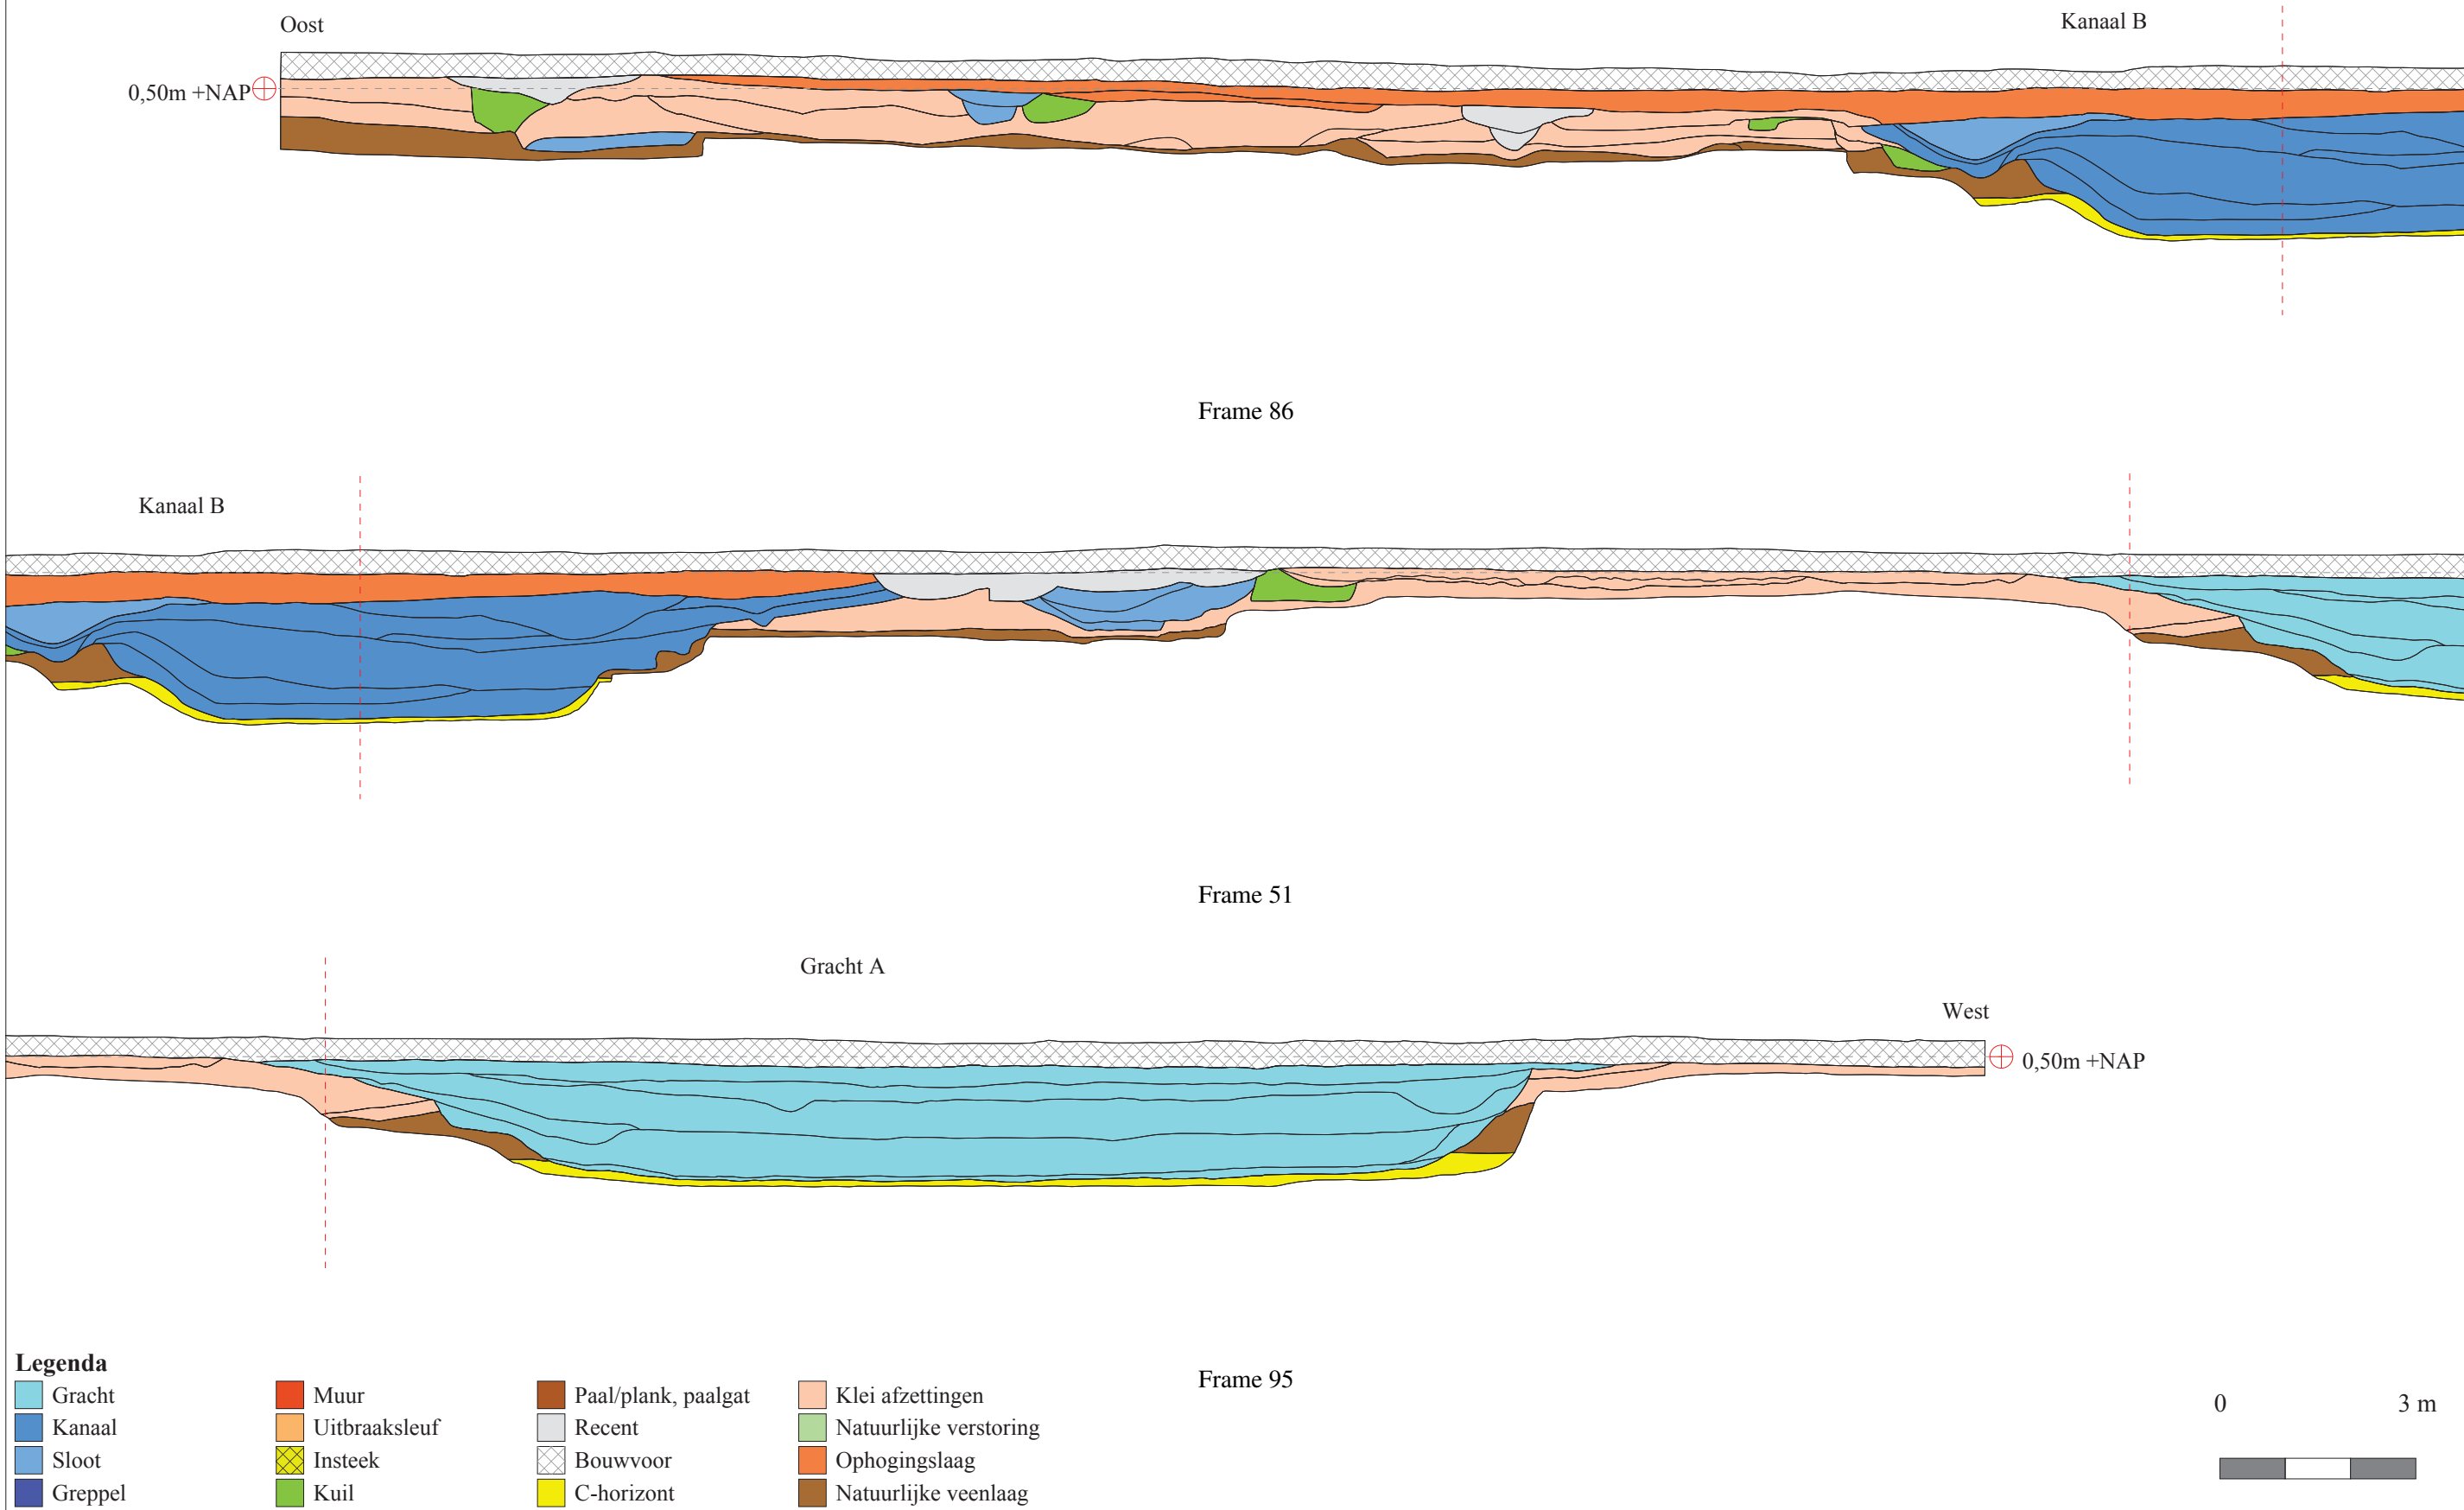 Oost
Kanaal B
0,50m +NAP
Frame 86
Kanaal B
Frame 51
Gracht A
West
0,50m +NAP
Frame 95
Legenda
Gracht
Kanaal
Sloot
Greppel
Muur
Uitbraaksleuf
Insteek
Kuil
Paal/plank, paalgat
Recent
Bouwvoor
C-horizont
Klei afzettingen
Natuurlijke verstoring
Ophogingslaag
Natuurlijke veenlaag
0 3 m